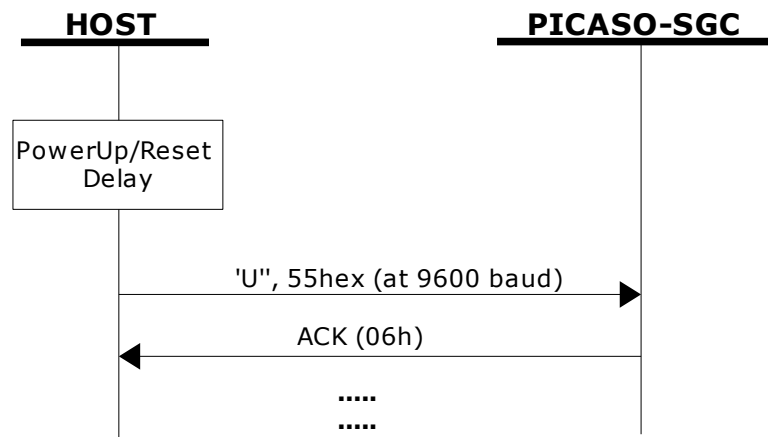 HOST
PICASO-SGC
PowerUp/Reset
Delay
'U'', 55hex (at 9600 baud)
ACK (06h)
.....
.....